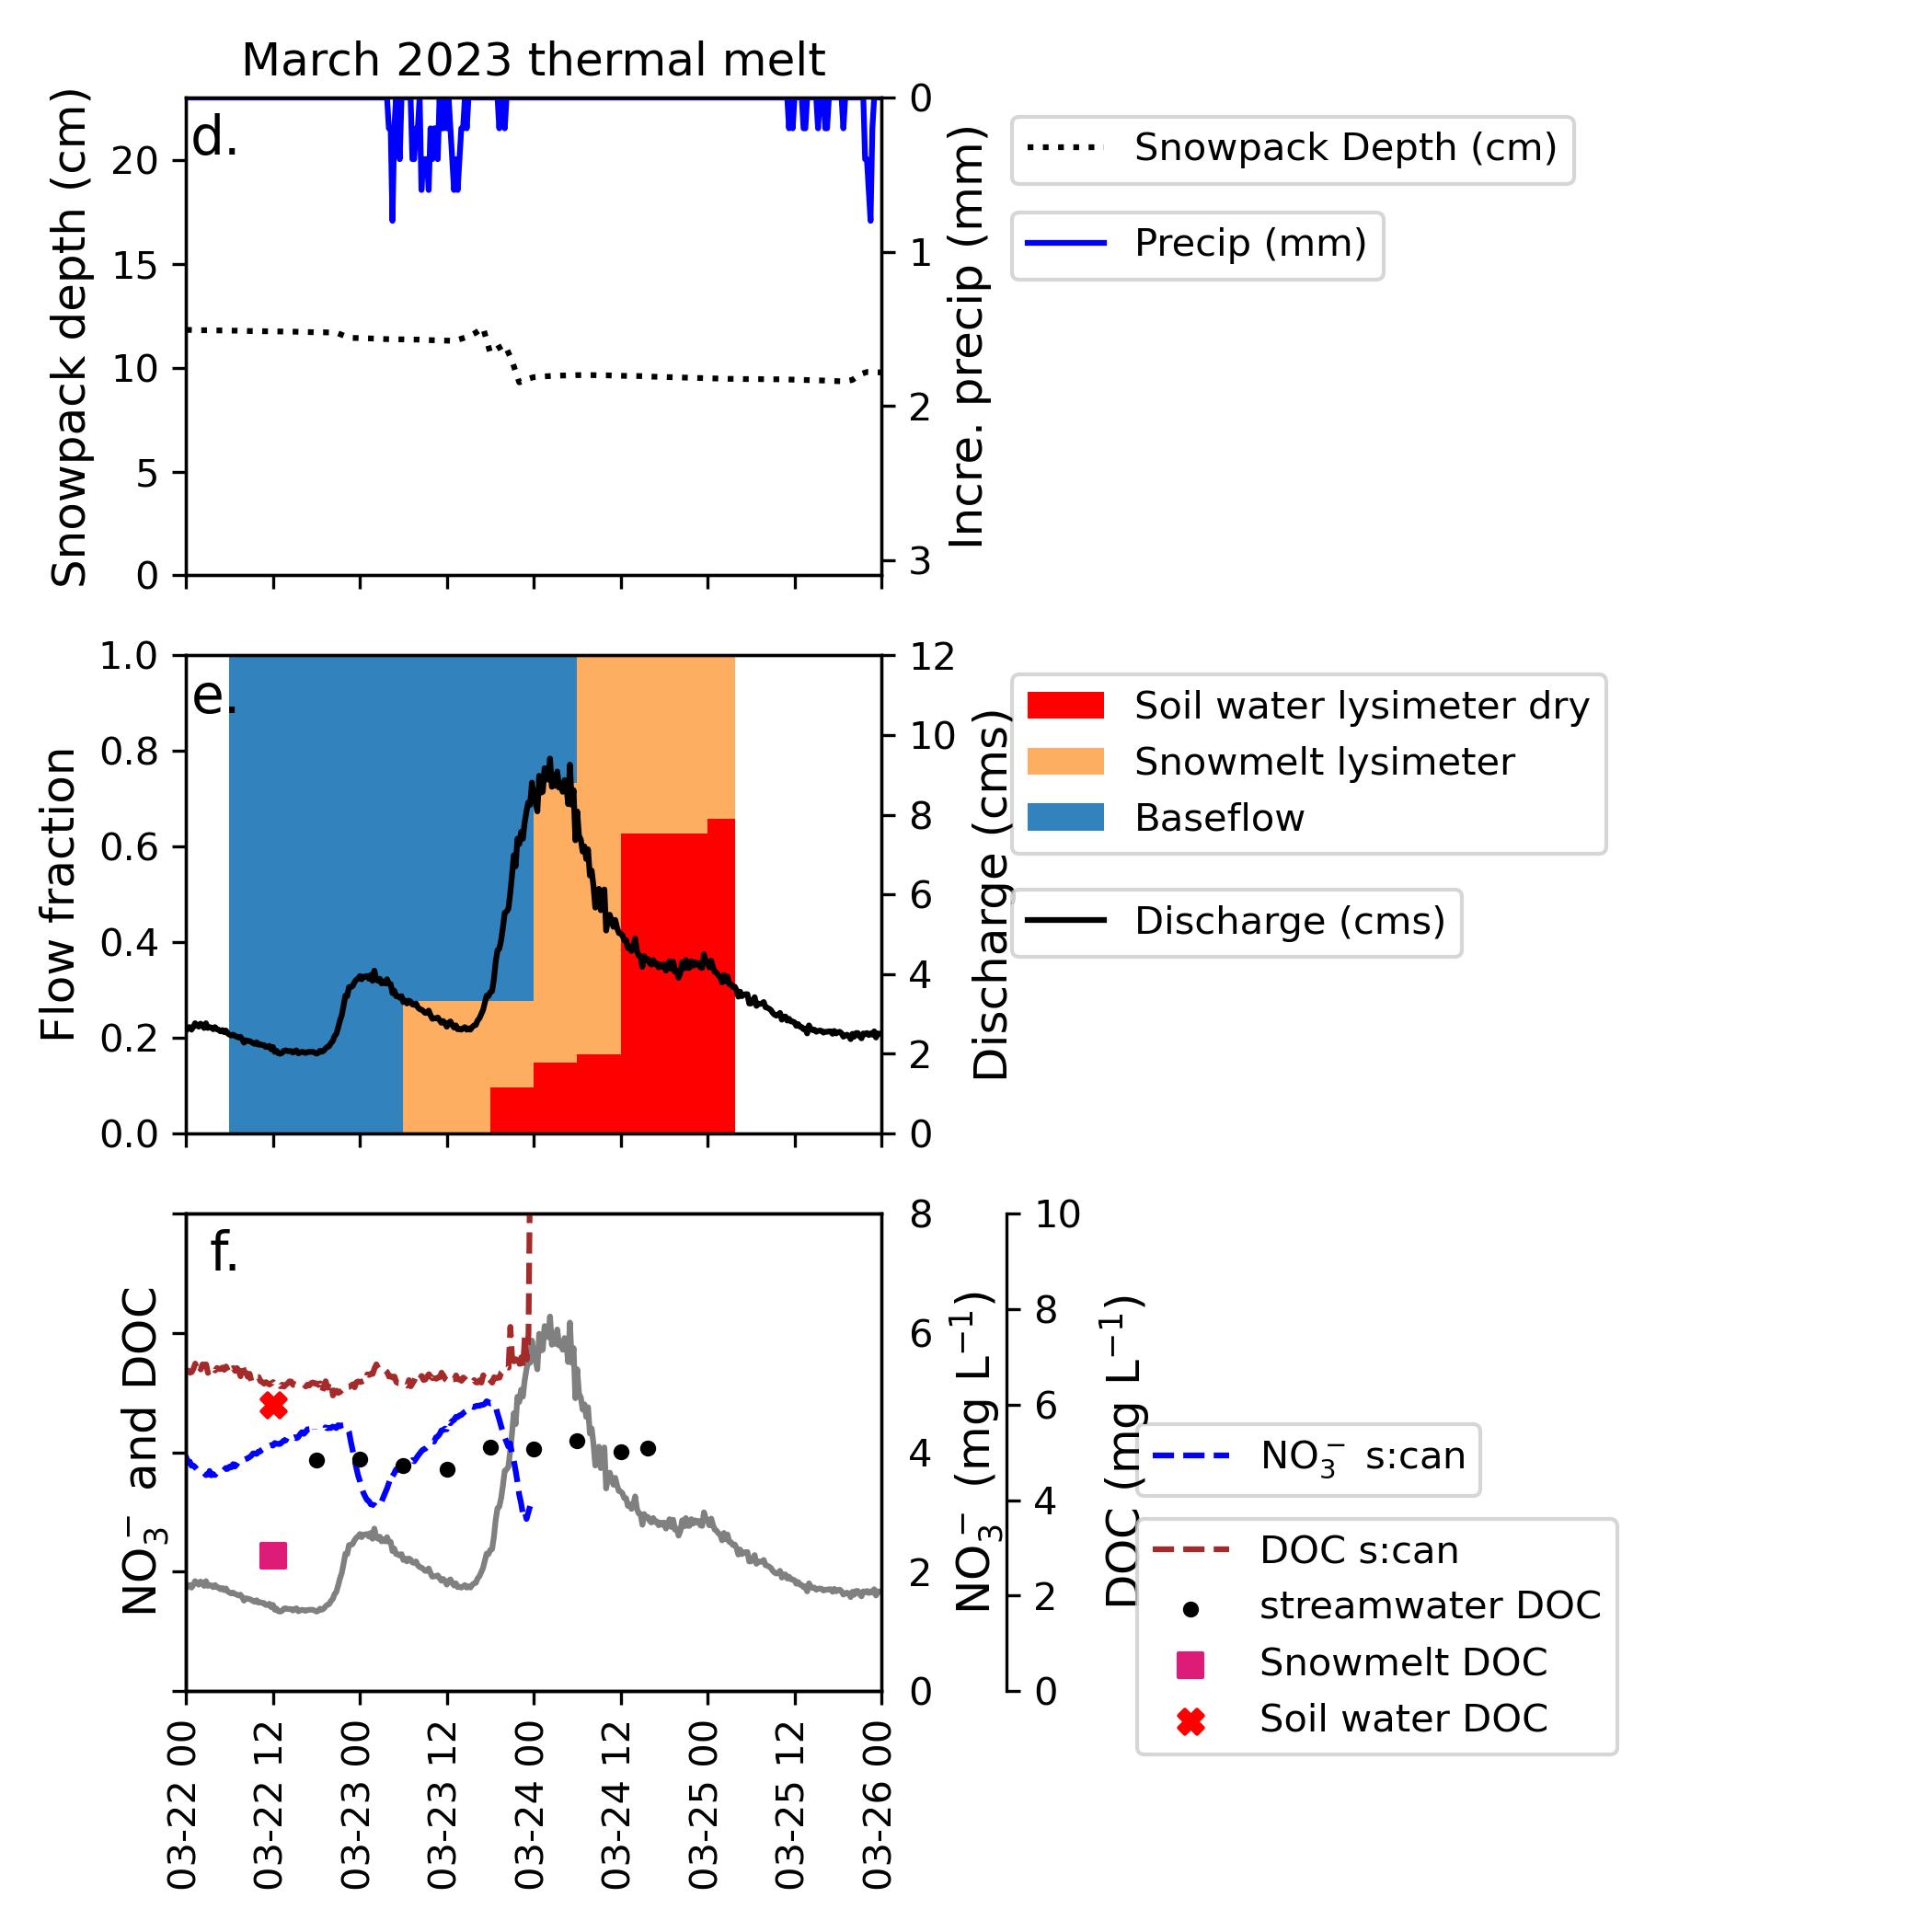 March 2023 thermal melt
d.
Snowpack depth (cm)
20
15
10
5
0
0
1
2
3
Incre. precip (mm)
Snowpack Depth (cm)
Precip (mm)
e.
Flow fraction
1.0
0.8
0.6
0.4
0.2
0.0
12
10
8
6
4
2
0
Discharge (cms)
Soil water lysimeter dry
Snowmelt lysimeter
Baseflow
Discharge (cms)
f.
NO₃⁻ and DOC
8
6
4
2
0
NO₃⁻ (mg L⁻¹)
10
8
6
4
2
0
DOC (mg L⁻¹)
NO₃⁻ s:can
DOC s:can
streamwater DOC
Snowmelt DOC
Soil water DOC
03-22 00
03-22 12
03-23 00
03-23 12
03-24 00
03-24 12
03-25 00
03-25 12
03-26 00